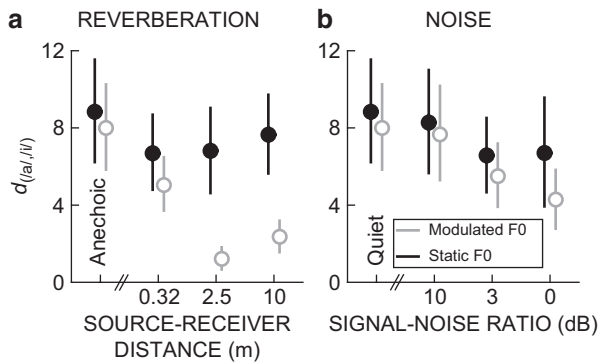 a REVERBERATION
b NOISE
12
8
4
0
d(/a/,/i/)
Anechoic
0.32 2.5 10
SOURCE-RECEIVER
DISTANCE (m)
12
8
4
0
Quiet
Modulated F0
Static F0
10 3 0 (dB)
SIGNAL-NOISE RATIO